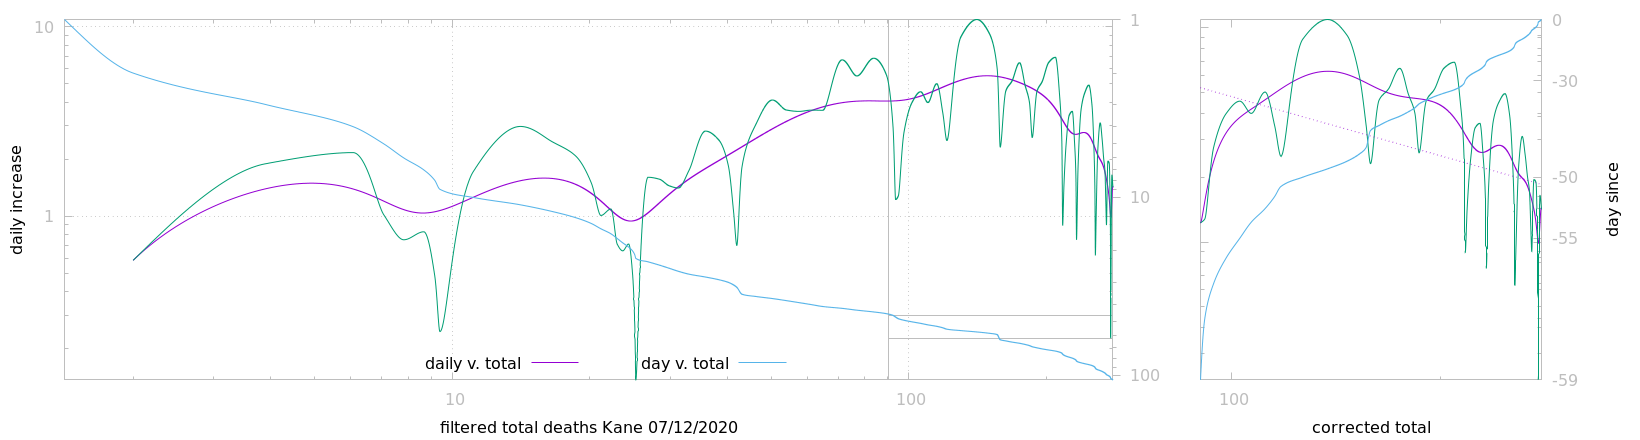 10
1
daily increase
daily v. total
day v. total
10
100
filtered total deaths Kane 07/12/2020
1
10
100
0
-30
-50
-55
-59
day since
100
corrected total